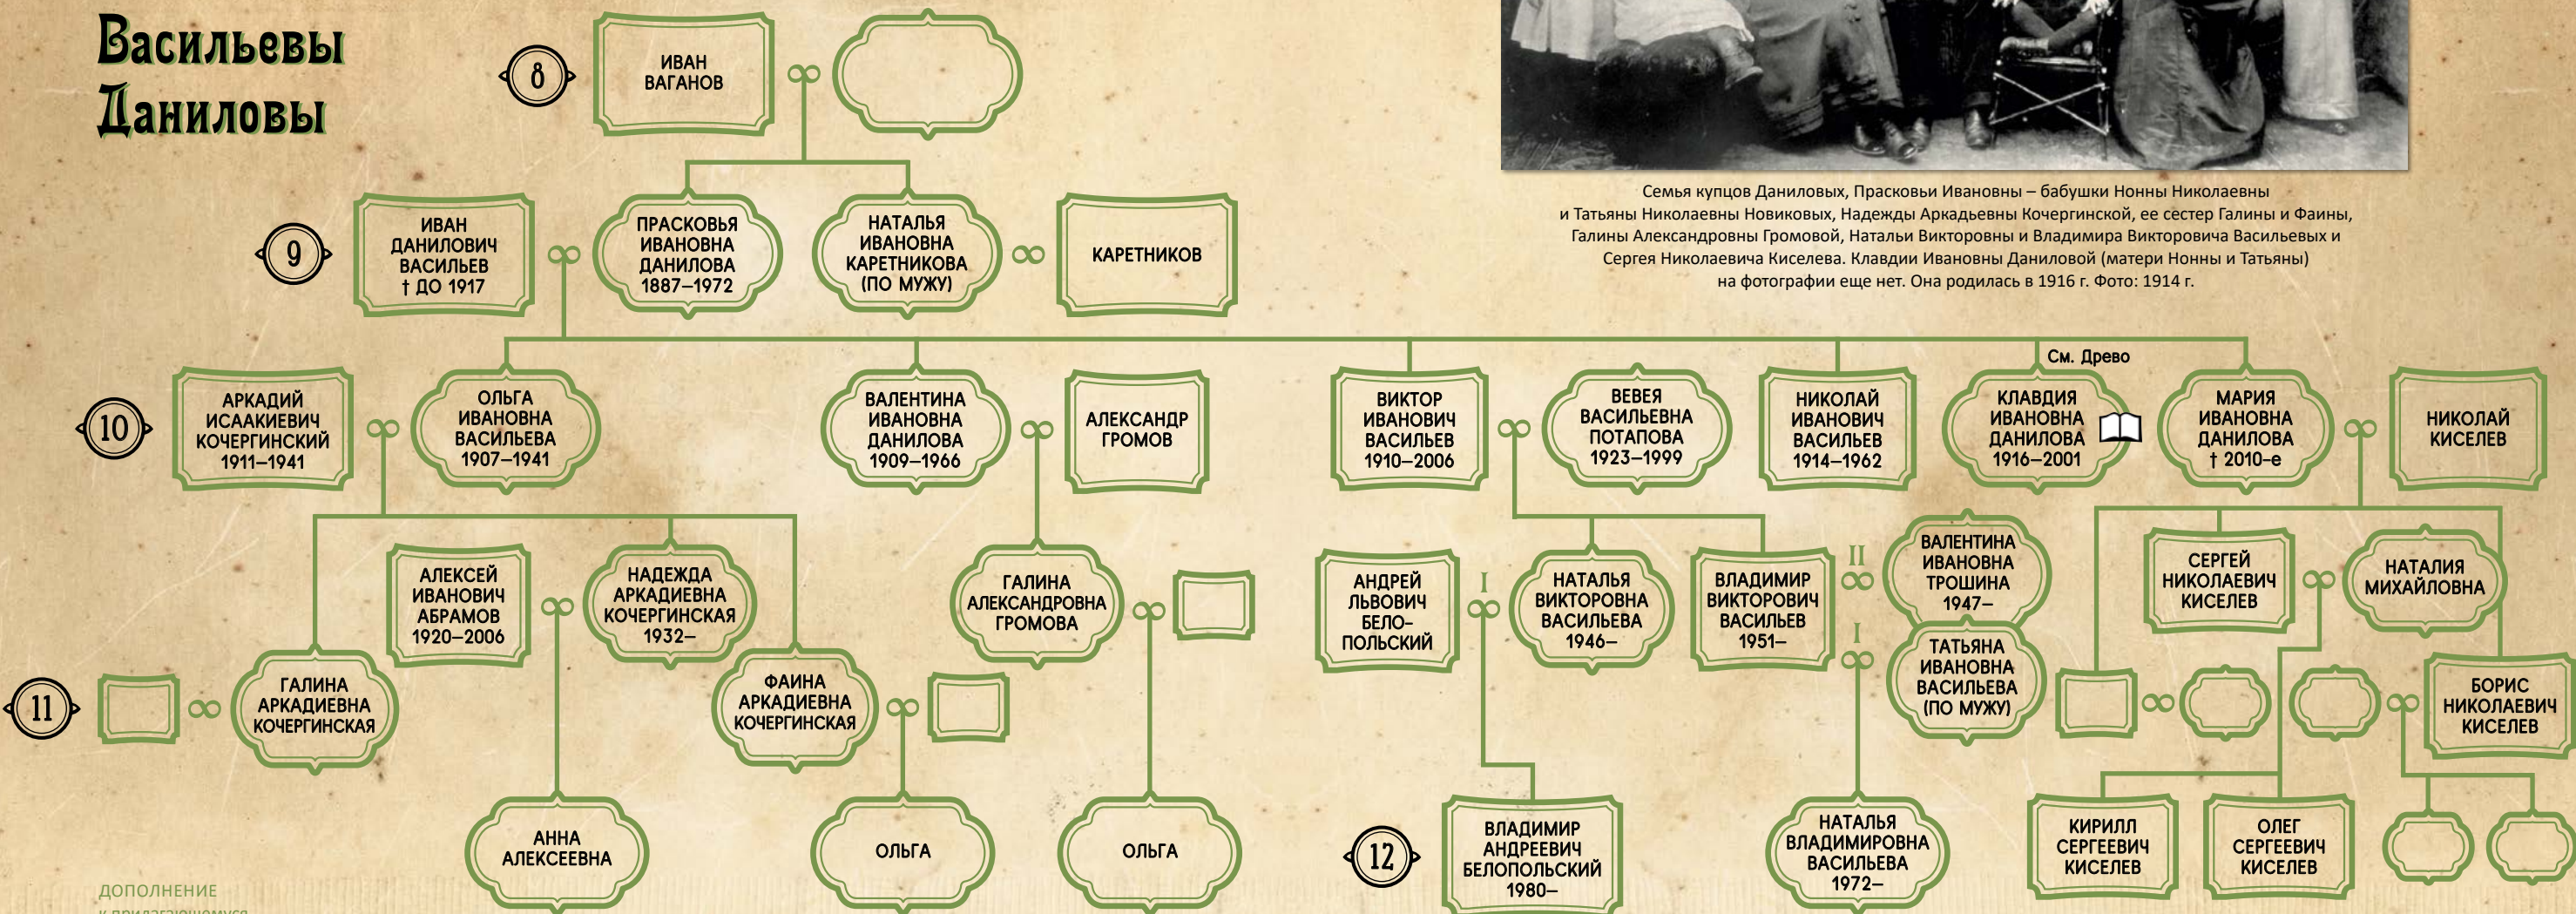 Васильевы
Даниловы
8
ИВАН
ВАГАНОВ
Семья купцов Даниловых, Прасковьи Ивановны – бабушки Нонны Николаевны
и Татьяны Николаевны Новиковых, Надежды Аркадьевны Кочергинской, ее сестер Галины и Фаины,
Галины Александровны Громовой, Натальи Викторовны и Владимира Викторовича Васильевых и
Сергея Николаевича Киселева. Клавдии Ивановны Даниловой (матери Нонны и Татьяны)
на фотографии еще нет. Она родилась в 1916 г. Фото: 1914 г.
9
ИВАН
ДАНИЛОВИЧ
ВАСИЛЬЕВ
† ДО 1917
ПРАСКОВЬЯ
ИВАНОВНА
ДАНИЛОВА
1887–1972
НАТАЛЬЯ
ИВАНОВНА
КАРЕТНИКОВА
(ПО МУЖУ)
КАРЕТНИКОВ
10
АРКАДИЙ
ИСААКИЕВИЧ
КОЧЕРГИНСКИЙ
1911–1941
ОЛЬГА
ИВАНОВНА
ВАСИЛЬЕВА
1907–1941
ВАЛЕНТИНА
ИВАНОВНА
ДАНИЛОВА
1909–1966
АЛЕКСАНДР
ГРОМОВ
ВИКТОР
ИВАНОВИЧ
ВАСИЛЬЕВ
1910–2006
ВЕВЕЯ
ВАСИЛЬЕВНА
ПОТАПОВА
1923–1999
НИКОЛАЙ
ИВАНОВИЧ
ВАСИЛЬЕВ
1914–1962
См. Древо
КЛАВДИЯ
ИВАНОВНА
ДАНИЛОВА
1916–2001
МАРИЯ
ИВАНОВНА
ДАНИЛОВА
† 2010-е
НИКОЛАЙ
КИСЕЛЕВ
11
ГАЛИНА
АРКАДИЕВНА
КОЧЕРГИНСКАЯ
АЛЕКСЕЙ
ИВАНОВИЧ
АБРАМОВ
1920–2006
НАДЕЖДА
АРКАДИЕВНА
КОЧЕРГИНСКАЯ
1932–
ФАИНА
АРКАДИЕВНА
КОЧЕРГИНСКАЯ
ГАЛИНА
АЛЕКСАНДРОВНА
ГРОМОВА
АНДРЕЙ
ЛЬВОВИЧ
БЕЛО-
ПОЛЬСКИЙ
I
НАТАЛЬЯ
ВИКТОРОВНА
ВАСИЛЬЕВА
1946–
ВЛАДИМИР
ВИКТОРОВИЧ
ВАСИЛЬЕВ
1951–
II
ВАЛЕНТИНА
ИВАНОВНА
ТРОШИНА
1947–
I
ТАТЬЯНА
ИВАНОВНА
ВАСИЛЬЕВА
(ПО МУЖУ)
СЕРГЕЙ
НИКОЛАЕВИЧ
КИСЕЛЕВ
НАТАЛИЯ
МИХАЙЛОВНА
БОРИС
НИКОЛАЕВИЧ
КИСЕЛЕВ
АННА
АЛЕКСЕЕВНА
ОЛЬГА
ОЛЬГА
12
ВЛАДИМИР
АНДРЕЕВИЧ
БЕЛОПОЛЬСКИЙ
1980–
НАТАЛЬЯ
ВЛАДИМИРОВНА
ВАСИЛЬЕВА
1972–
КИРИЛЛ
СЕРГЕЕВИЧ
КИСЕЛЕВ
ОЛЕГ
СЕРГЕЕВИЧ
КИСЕЛЕВ
ДОПОЛНЕНИЕ